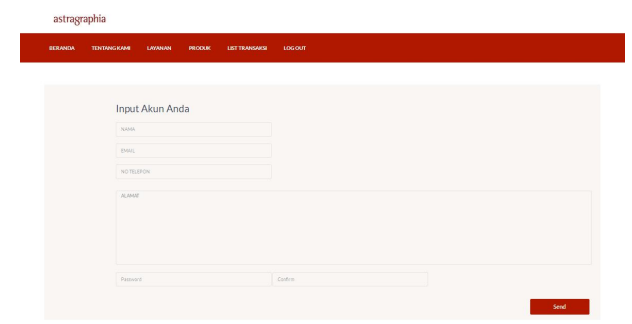 astragraphia
BERANDA TENTANG KAMI LAYANAN PRODUK LIST TRANSAKSI LOG OUT
Input Akun Anda
NAMA
EMAIL
NO TELEPON
ALAMAT
Password Confirm
Send